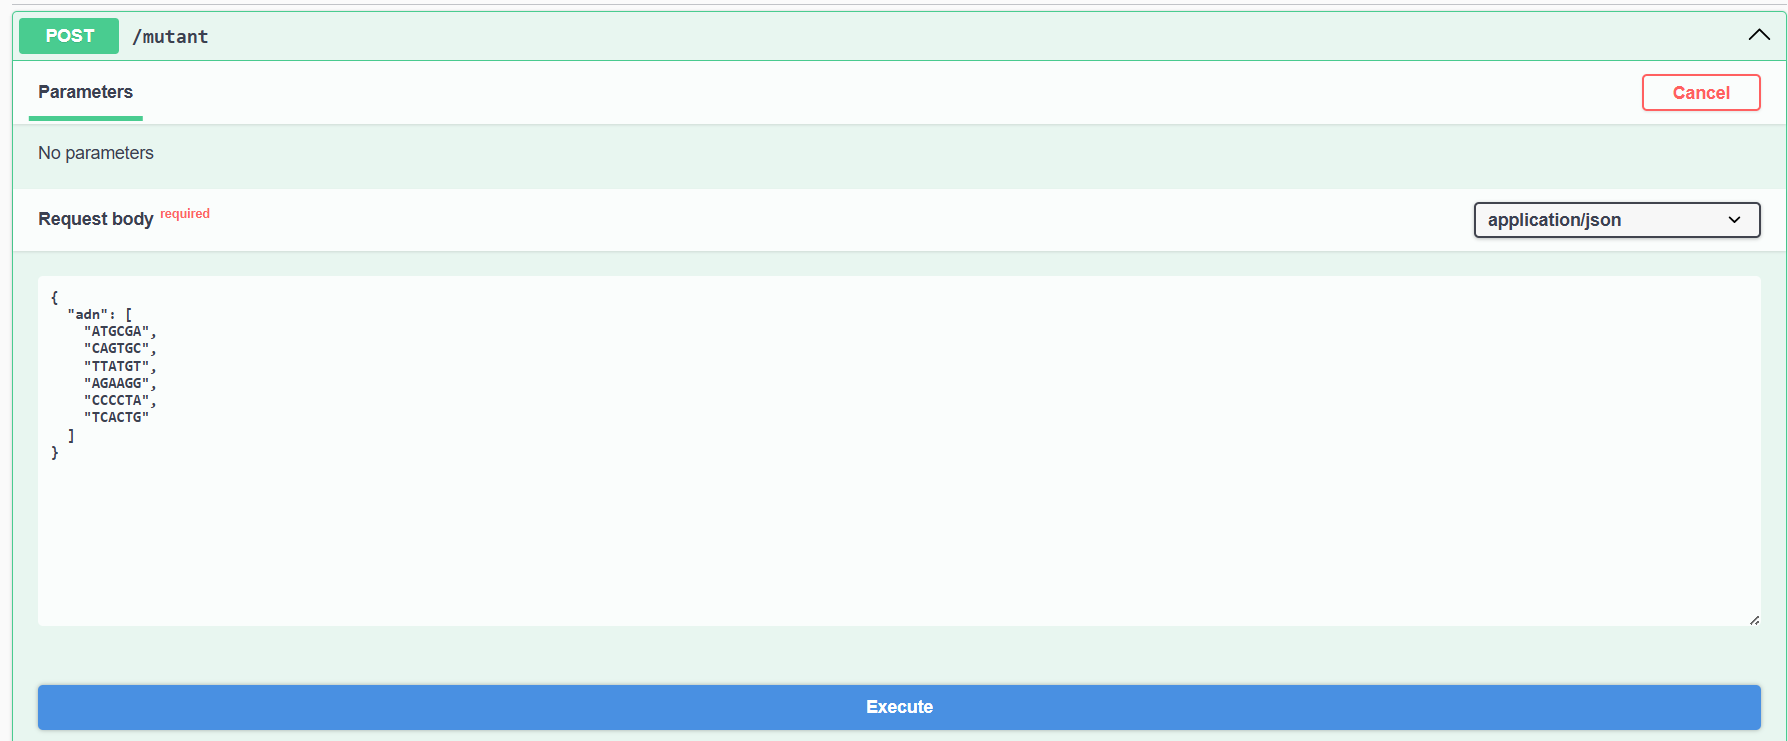 POST /mutant
Parameters
Cancel
No parameters
Request body required
application/json
{
  "adn": [
    "ATGCGA",
    "CAGTGC",
    "TTATGT",
    "AGAAGG",
    "CCCCTA",
    "TCACTG"
  ]
}
Execute